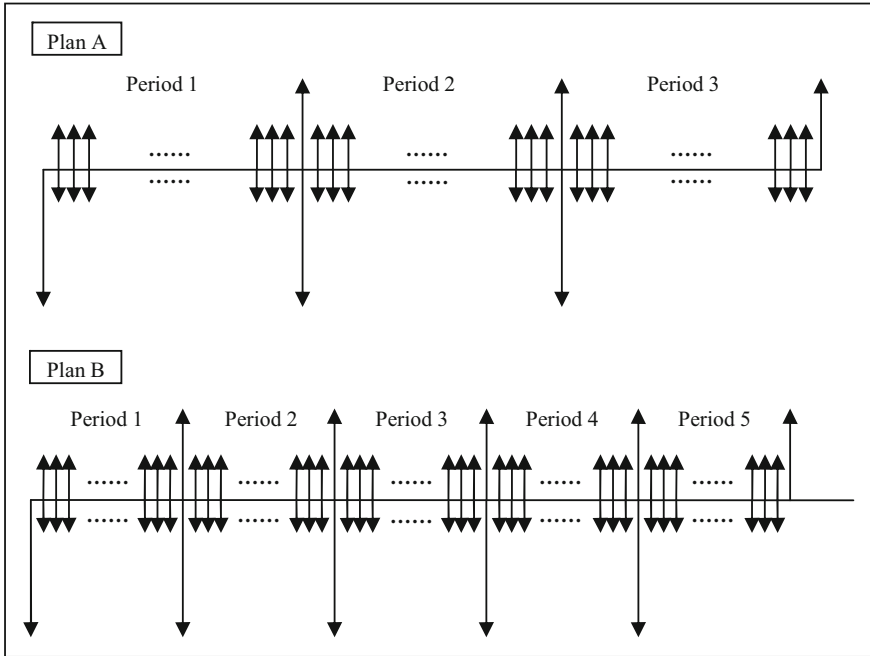 Plan A
Period 1 Period 2 Period 3
...... ...... ......
...... ...... ......
Plan B
Period 1 Period 2 Period 3 Period 4 Period 5
...... ...... ...... ...... ......
...... ...... ...... ...... ......